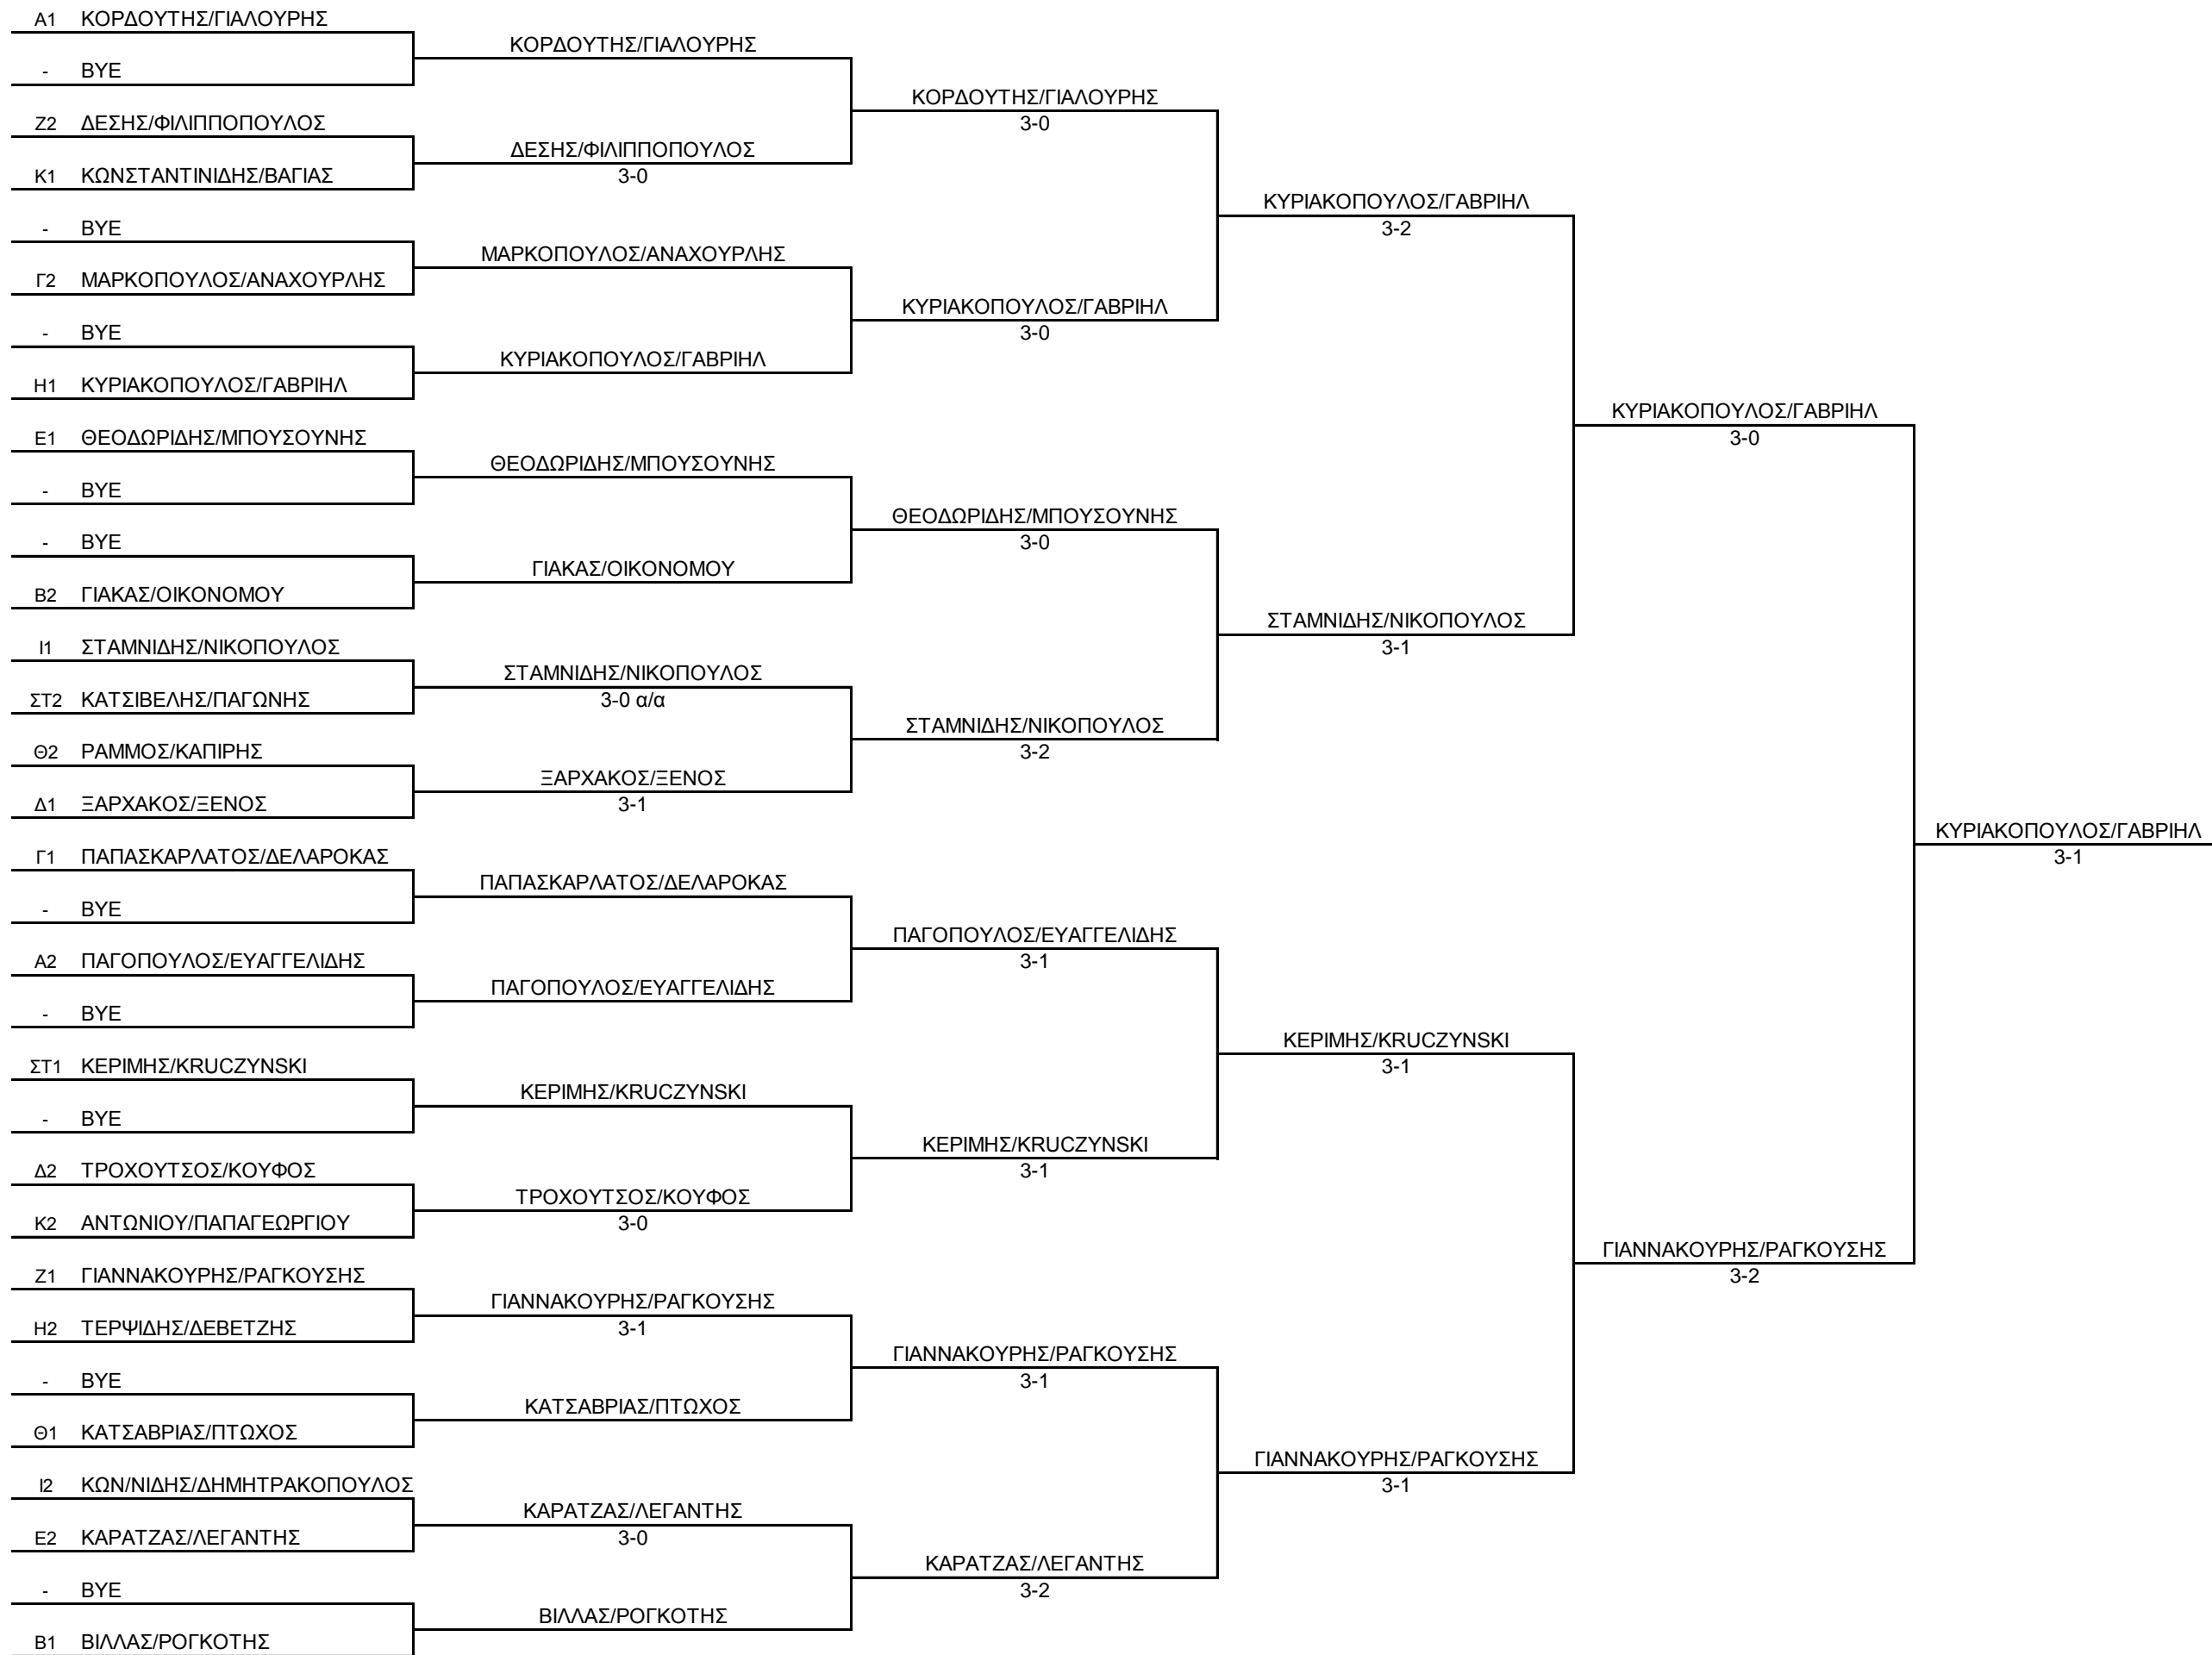 Α1 ΚΟΡΔΟΥΤΗΣ/ΓΙΑΛΟΥΡΗΣ
ΚΟΡΔΟΥΤΗΣ/ΓΙΑΛΟΥΡΗΣ
- BYE
ΚΟΡΔΟΥΤΗΣ/ΓΙΑΛΟΥΡΗΣ
3-0
Ζ2 ΔΕΣΗΣ/ΦΙΛΙΠΠΟΠΟΥΛΟΣ
ΔΕΣΗΣ/ΦΙΛΙΠΠΟΠΟΥΛΟΣ
3-0
Κ1 ΚΩΝΣΤΑΝΤΙΝΙΔΗΣ/ΒΑΓΙΑΣ
ΚΥΡΙΑΚΟΠΟΥΛΟΣ/ΓΑΒΡΙΗΛ
3-2
- BYE
ΜΑΡΚΟΠΟΥΛΟΣ/ΑΝΑΧΟΥΡΛΗΣ
Γ2 ΜΑΡΚΟΠΟΥΛΟΣ/ΑΝΑΧΟΥΡΛΗΣ
ΚΥΡΙΑΚΟΠΟΥΛΟΣ/ΓΑΒΡΙΗΛ
3-0
- BYE
ΚΥΡΙΑΚΟΠΟΥΛΟΣ/ΓΑΒΡΙΗΛ
Η1 ΚΥΡΙΑΚΟΠΟΥΛΟΣ/ΓΑΒΡΙΗΛ
ΚΥΡΙΑΚΟΠΟΥΛΟΣ/ΓΑΒΡΙΗΛ
3-0
Ε1 ΘΕΟΔΩΡΙΔΗΣ/ΜΠΟΥΣΟΥΝΗΣ
ΘΕΟΔΩΡΙΔΗΣ/ΜΠΟΥΣΟΥΝΗΣ
- BYE
ΘΕΟΔΩΡΙΔΗΣ/ΜΠΟΥΣΟΥΝΗΣ
3-0
- BYE
ΓΙΑΚΑΣ/ΟΙΚΟΝΟΜΟΥ
Β2 ΓΙΑΚΑΣ/ΟΙΚΟΝΟΜΟΥ
ΣΤΑΜΝΙΔΗΣ/ΝΙΚΟΠΟΥΛΟΣ
3-1
Ι1 ΣΤΑΜΝΙΔΗΣ/ΝΙΚΟΠΟΥΛΟΣ
ΣΤΑΜΝΙΔΗΣ/ΝΙΚΟΠΟΥΛΟΣ
3-0 α/α
ΣΤ2 ΚΑΤΣΙΒΕΛΗΣ/ΠΑΓΩΝΗΣ
ΣΤΑΜΝΙΔΗΣ/ΝΙΚΟΠΟΥΛΟΣ
3-2
Θ2 ΡΑΜΜΟΣ/ΚΑΠΙΡΗΣ
ΞΑΡΧΑΚΟΣ/ΞΕΝΟΣ
3-1
Δ1 ΞΑΡΧΑΚΟΣ/ΞΕΝΟΣ
ΚΥΡΙΑΚΟΠΟΥΛΟΣ/ΓΑΒΡΙΗΛ
3-1
Γ1 ΠΑΠΑΣΚΑΡΛΑΤΟΣ/ΔΕΛΑΡΟΚΑΣ
ΠΑΠΑΣΚΑΡΛΑΤΟΣ/ΔΕΛΑΡΟΚΑΣ
- BYE
ΠΑΓΟΠΟΥΛΟΣ/ΕΥΑΓΓΕΛΙΔΗΣ
3-1
Α2 ΠΑΓΟΠΟΥΛΟΣ/ΕΥΑΓΓΕΛΙΔΗΣ
ΠΑΓΟΠΟΥΛΟΣ/ΕΥΑΓΓΕΛΙΔΗΣ
- BYE
ΚΕΡΙΜΗΣ/KRUCZYNSKI
3-1
ΣΤ1 ΚΕΡΙΜΗΣ/KRUCZYNSKI
ΚΕΡΙΜΗΣ/KRUCZYNSKI
- BYE
ΚΕΡΙΜΗΣ/KRUCZYNSKI
3-1
Δ2 ΤΡΟΧΟΥΤΣΟΣ/ΚΟΥΦΟΣ
ΤΡΟΧΟΥΤΣΟΣ/ΚΟΥΦΟΣ
3-0
Κ2 ΑΝΤΩΝΙΟΥ/ΠΑΠΑΓΕΩΡΓΙΟΥ
ΓΙΑΝΝΑΚΟΥΡΗΣ/ΡΑΓΚΟΥΣΗΣ
3-2
Ζ1 ΓΙΑΝΝΑΚΟΥΡΗΣ/ΡΑΓΚΟΥΣΗΣ
ΓΙΑΝΝΑΚΟΥΡΗΣ/ΡΑΓΚΟΥΣΗΣ
3-1
Η2 ΤΕΡΨΙΔΗΣ/ΔΕΒΕΤΖΗΣ
ΓΙΑΝΝΑΚΟΥΡΗΣ/ΡΑΓΚΟΥΣΗΣ
3-1
- BYE
ΚΑΤΣΑΒΡΙΑΣ/ΠΤΩΧΟΣ
Θ1 ΚΑΤΣΑΒΡΙΑΣ/ΠΤΩΧΟΣ
ΓΙΑΝΝΑΚΟΥΡΗΣ/ΡΑΓΚΟΥΣΗΣ
3-1
Ι2 ΚΩΝ/ΝΙΔΗΣ/ΔΗΜΗΤΡΑΚΟΠΟΥΛΟΣ
ΚΑΡΑΤΖΑΣ/ΛΕΓΑΝΤΗΣ
3-0
Ε2 ΚΑΡΑΤΖΑΣ/ΛΕΓΑΝΤΗΣ
ΚΑΡΑΤΖΑΣ/ΛΕΓΑΝΤΗΣ
3-2
- BYE
ΒΙΛΛΑΣ/ΡΟΓΚΟΤΗΣ
Β1 ΒΙΛΛΑΣ/ΡΟΓΚΟΤΗΣ